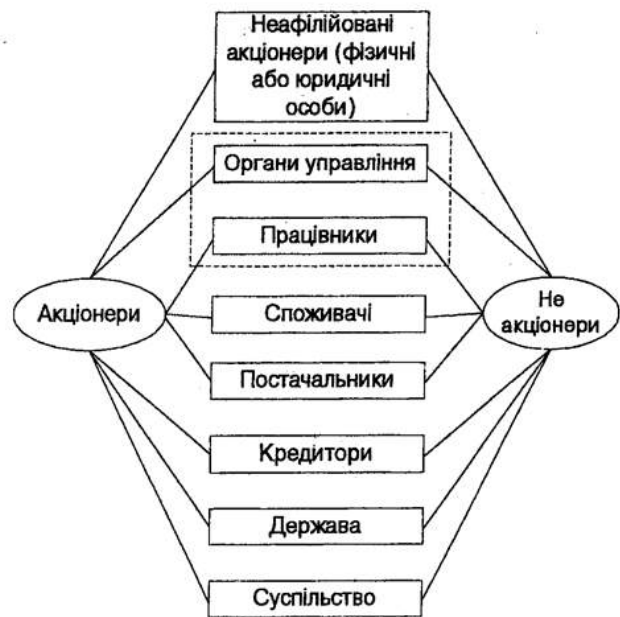 Неафілійовані
акціонери (фізичні
або юридичні
особи)
Органи управління
Працівники
Акціонери
Споживачі
Не
акціонери
Постачальники
Кредитори
Держава
Суспільство